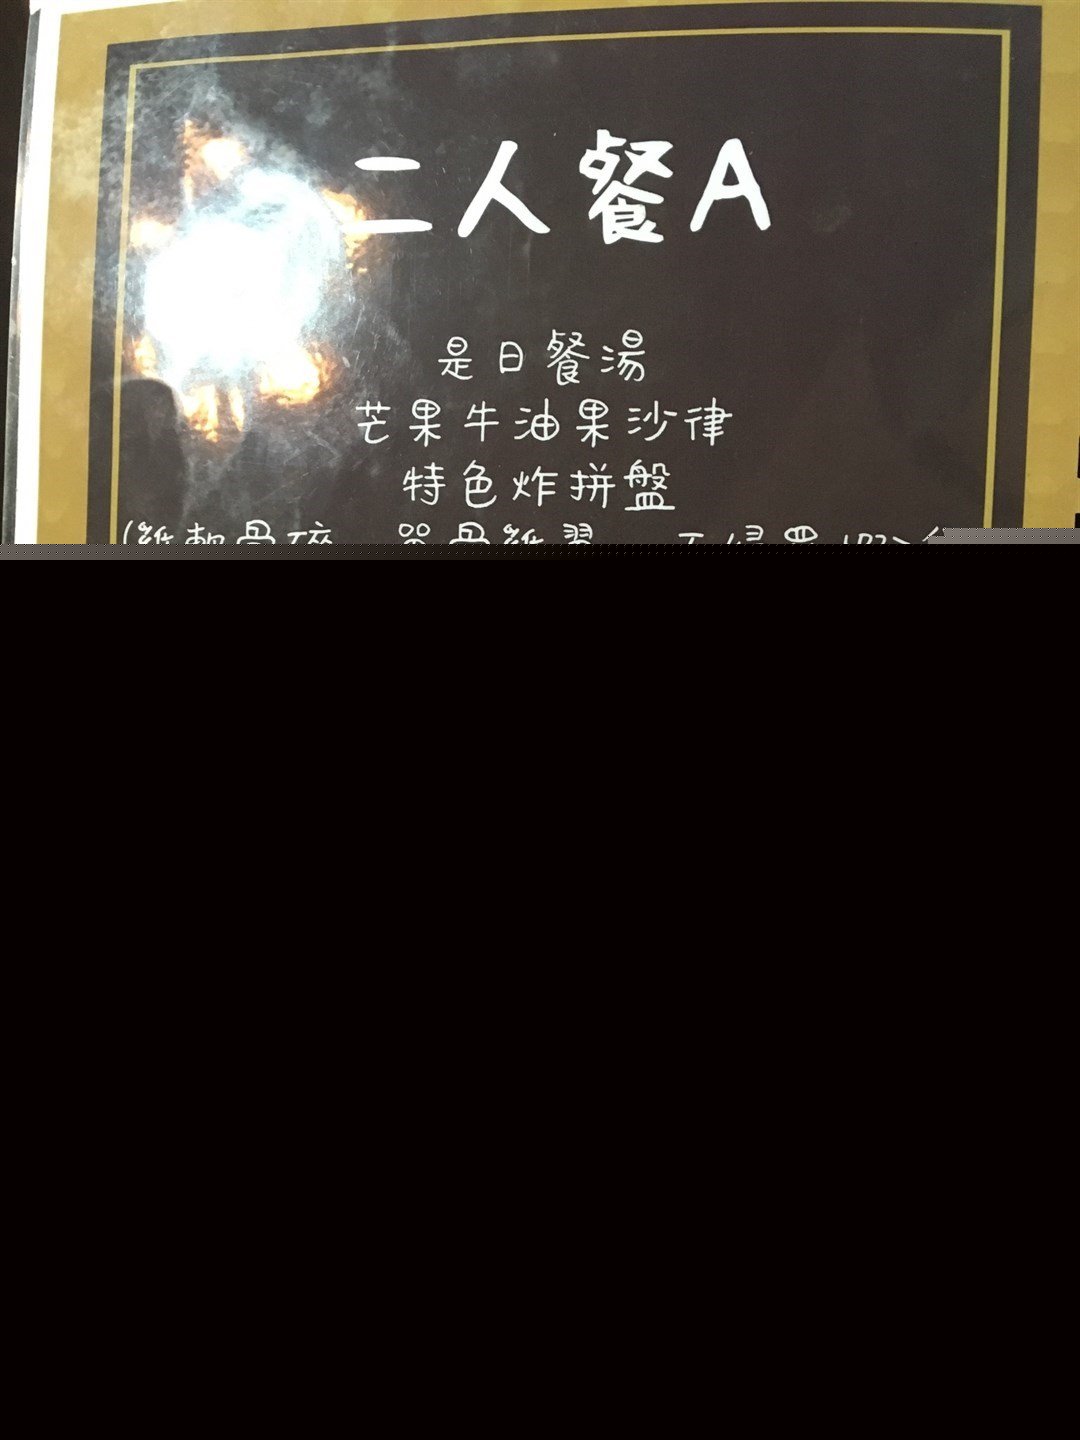 二人餐A
是日餐湯
芒果牛油果沙律
特色炸拼盤